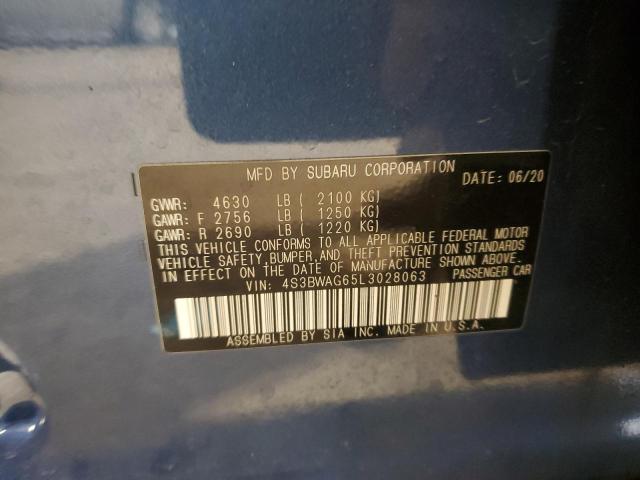 MFD BY SUBARU CORPORATION
DATE: 06/20
GVWR: 4630 LB ( 2100 KG)
GAWR: F 2756 LB ( 1250 KG)
GAWR: R 2690 LB ( 1220 KG)
THIS VEHICLE CONFORMS TO ALL APPLICABLE FEDERAL MOTOR
VEHICLE SAFETY, BUMPER, AND THEFT PREVENTION STANDARDS
IN EFFECT ON THE DATE OF MANUFACTURE SHOWN ABOVE.
VIN: 4S3BWAG65L3028063 PASSENGER CAR
ASSEMBLED BY SIA INC. MADE IN U.S.A.